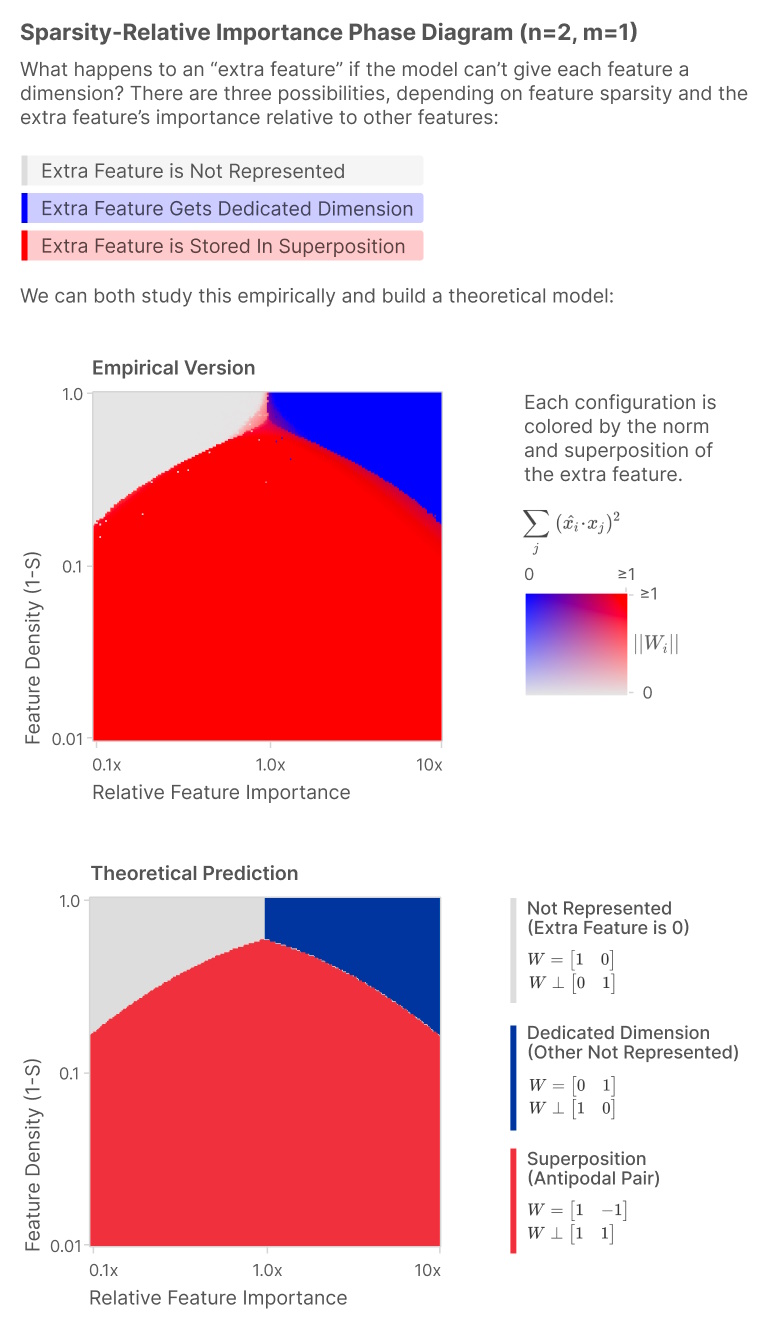 Sparsity-Relative Importance Phase Diagram (n=2, m=1)
What happens to an “extra feature” if the model can’t give each feature a
dimension? There are three possibilities, depending on feature sparsity and the
extra feature’s importance relative to other features:
Extra Feature is Not Represented
Extra Feature Gets Dedicated Dimension
Extra Feature is Stored In Superposition
We can both study this empirically and build a theoretical model:
Empirical Version
1.0
0.1
0.01
Feature Density (1-S)
0.1x 1.0x 10x
Relative Feature Importance
Each configuration is
colored by the norm
and superposition of
the extra feature.
∑_j (x̂_i·x_j)²
0 ≥1
≥1
||W_i||
0
Theoretical Prediction
1.0
0.1
0.01
Feature Density (1-S)
0.1x 1.0x 10x
Relative Feature Importance
Not Represented
(Extra Feature is 0)
W = [1 0]
W ⊥ [0 1]
Dedicated Dimension
(Other Not Represented)
W = [0 1]
W ⊥ [1 0]
Superposition
(Antipodal Pair)
W = [1 −1]
W ⊥ [1 1]